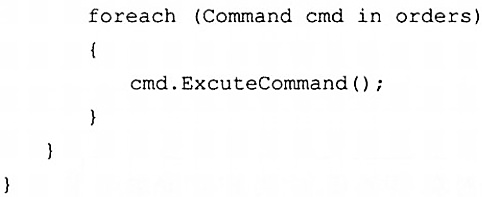 foreach (Command cmd in orders)
{
cmd.ExcuteCommand();
}
}
}